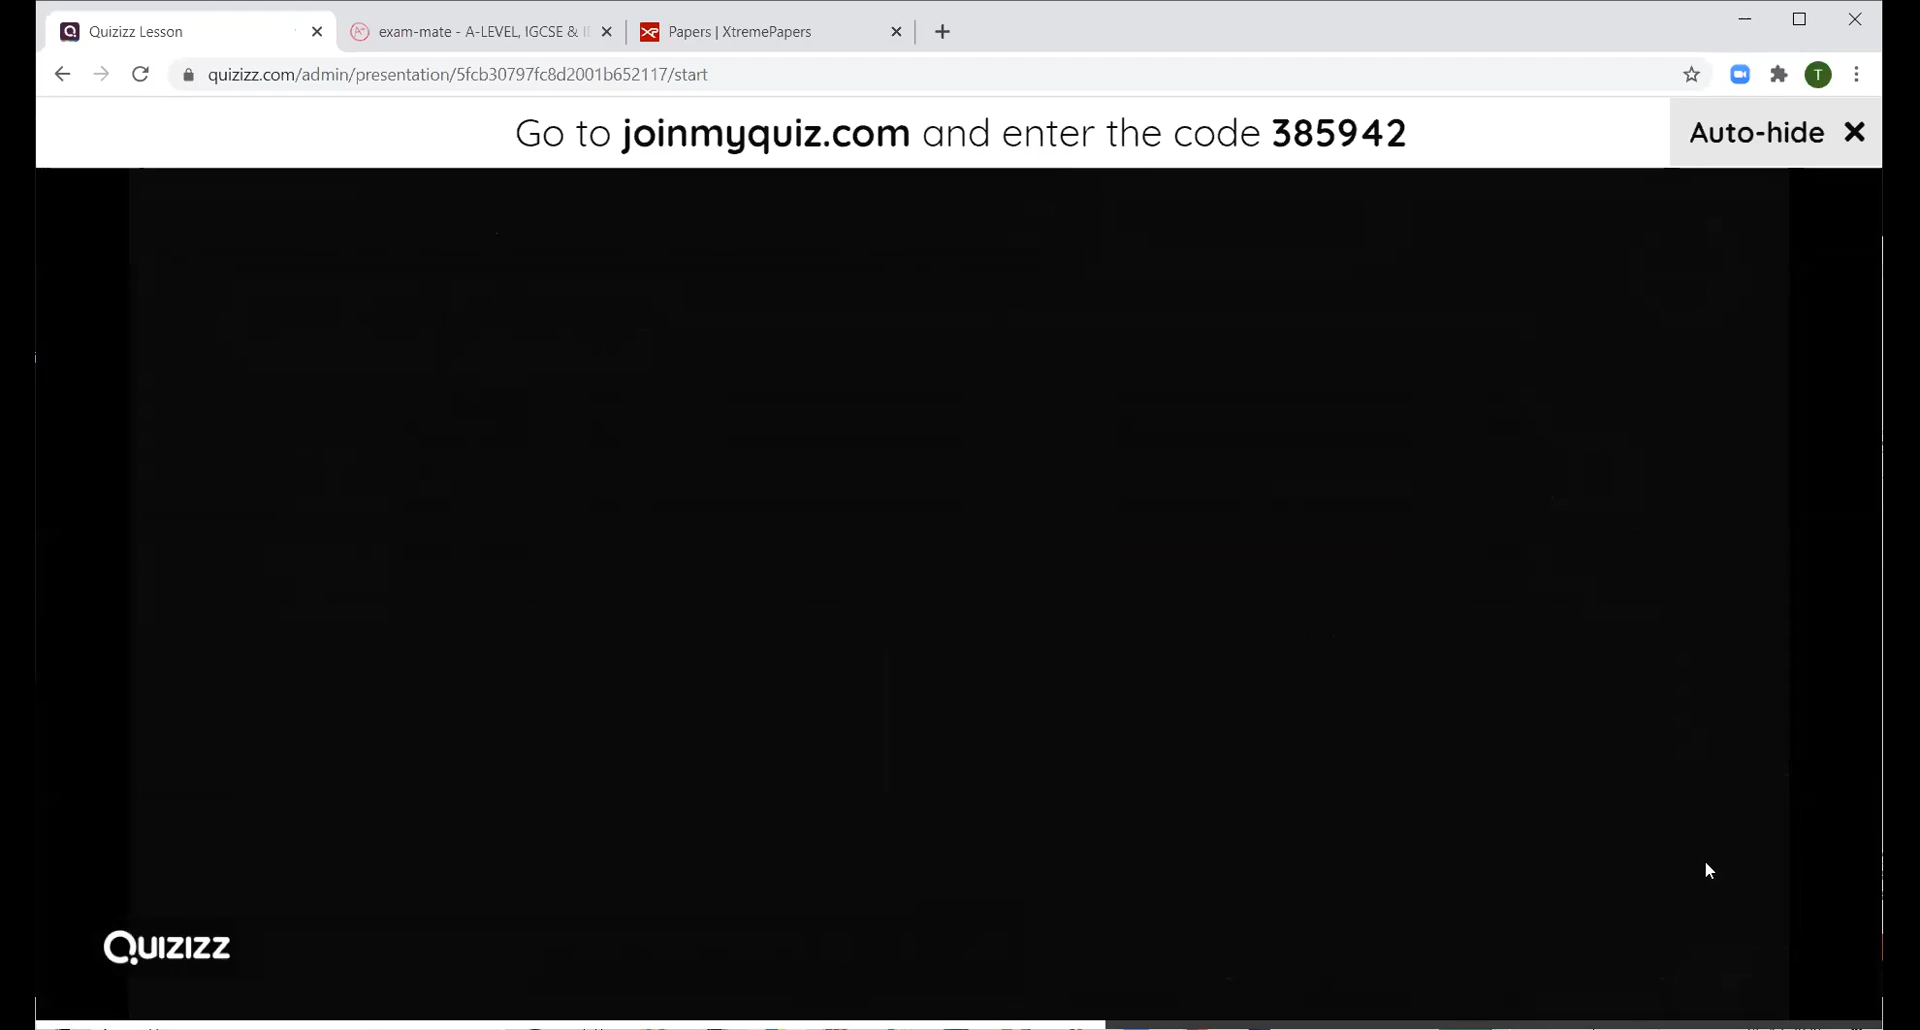 Quizizz Lesson
exam-mate - A-LEVEL, IGCSE & I
Papers | XtremePapers
quizizz.com/admin/presentation/5fcb30797fc8d2001b652117/start
T
Go to joinmyquiz.com and enter the code 385942
Auto-hide
QUIZIZZ